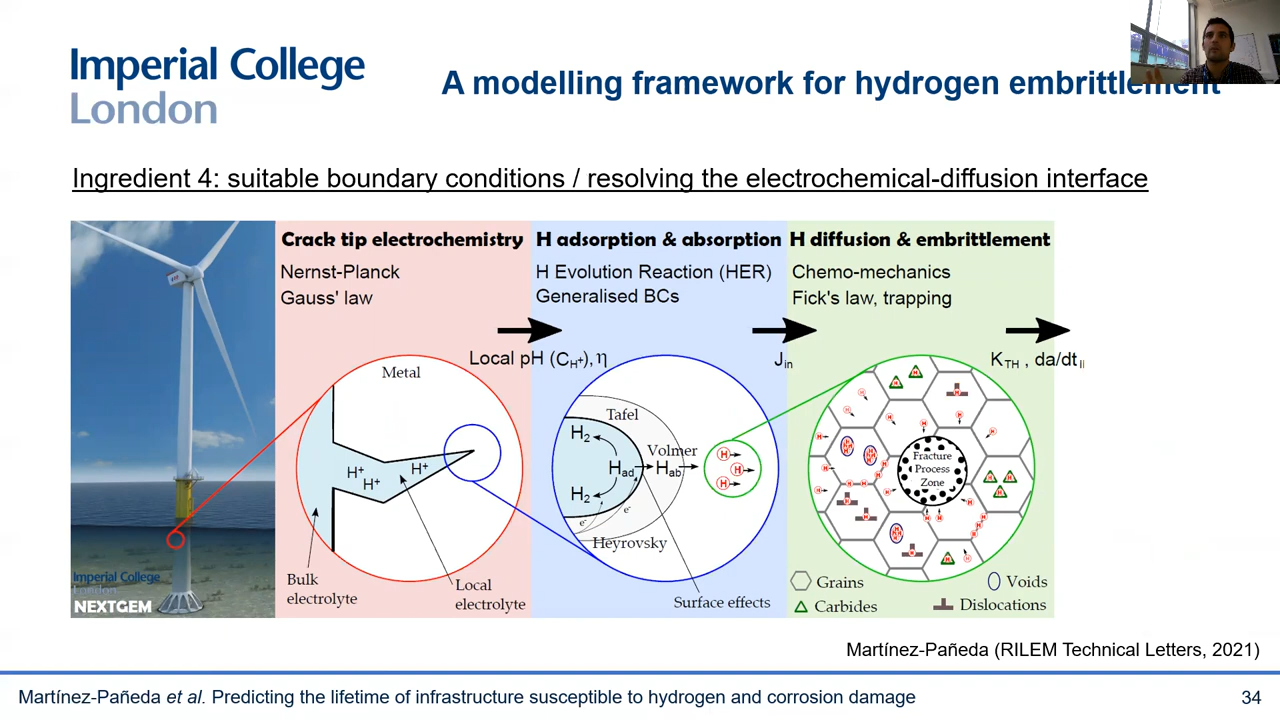 Imperial College
London
A modelling framework for hydrogen embrittlement
Ingredient 4: suitable boundary conditions / resolving the electrochemical-diffusion interface
Crack tip electrochemistry
Nernst-Planck
Gauss' law
H adsorption & absorption
H Evolution Reaction (HER)
Generalised BCs
H diffusion & embrittlement
Chemo-mechanics
Fick's law, trapping
Local pH (C_H+), η
J_in
K_TH , da/dt
Metal
H+
H+
H+
Bulk
electrolyte
Local
electrolyte
Tafel
H2
Volmer
Had
Hab
H2
e-
e-
Heyrovsky
Surface effects
H
H
H
Fracture
Process
Zone
Grains
Voids
Carbides
Dislocations
Imperial College
London
NEXTGEM
Martínez-Pañeda (RILEM Technical Letters, 2021)
Martínez-Pañeda et al. Predicting the lifetime of infrastructure susceptible to hydrogen and corrosion damage
34